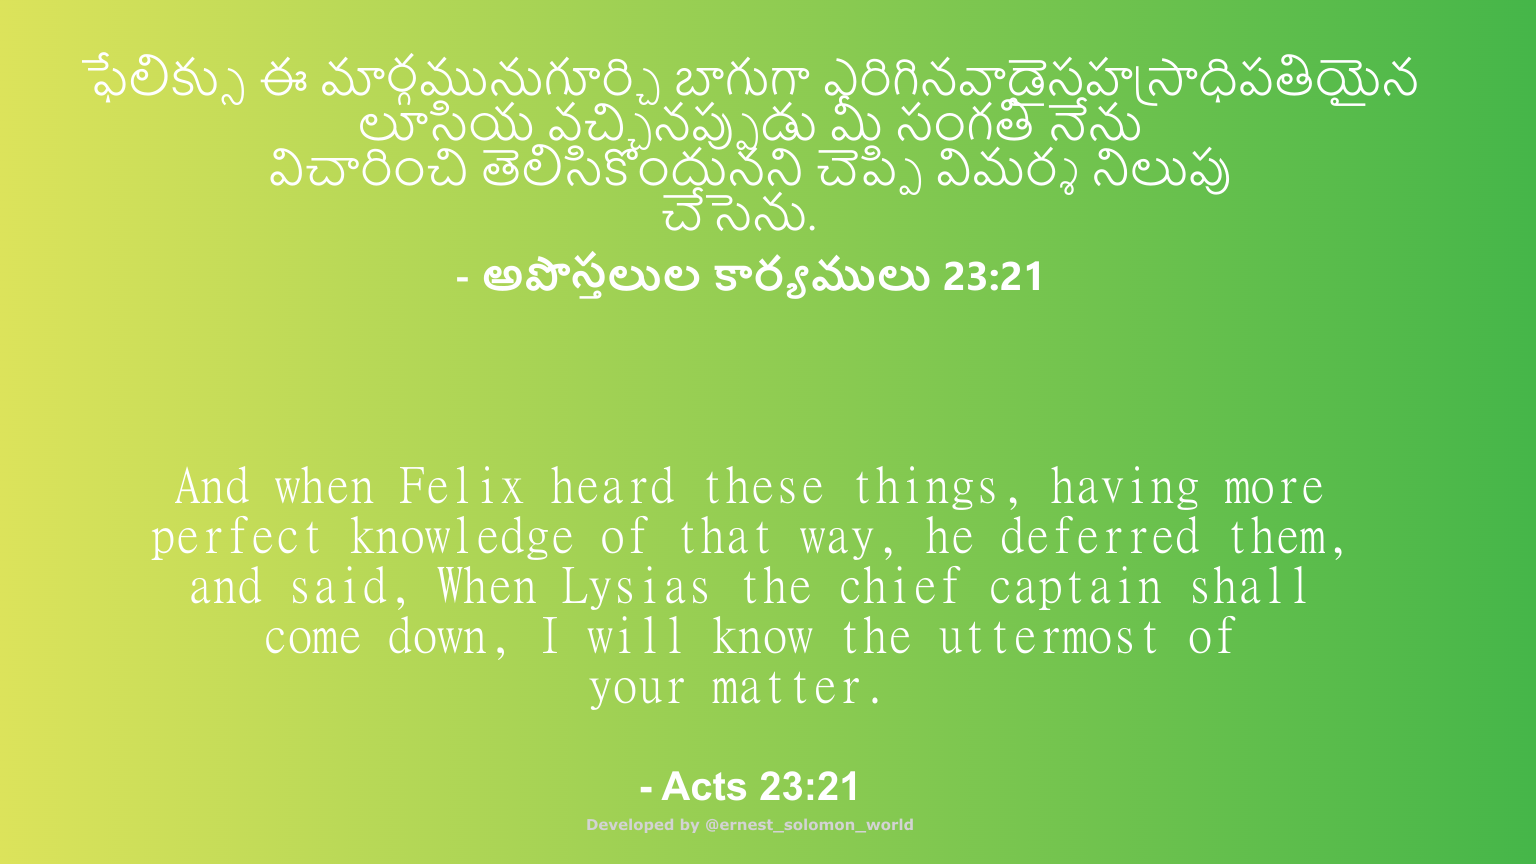 ఫేలిక్సు ఈ మార్గమునుగూర్చి బాగుగా ఎరిగినవాడైసహస్రాధిపతియైన
లూసియ వచ్చినప్పుడు మీ సంగతి నేను
విచారించి తెలిసికొందునని చెప్పి విమర్శ నిలుపు
చేసెను.
- అపొస్తలుల కార్యములు 23:21
And when Felix heard these things, having more
perfect knowledge of that way, he deferred them,
and said, When Lysias the chief captain shall
come down, I will know the uttermost of
your matter.
- Acts 23:21
Developed by @ernest_solomon_world